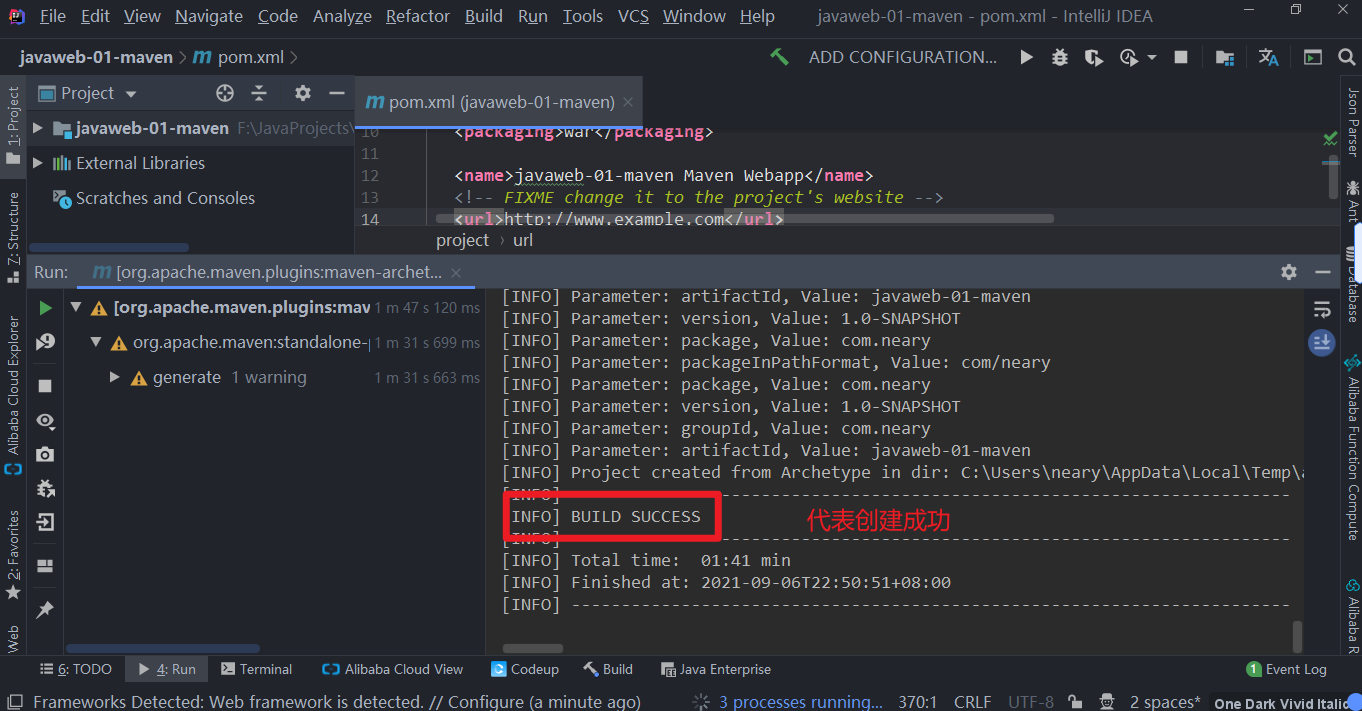 File Edit View Navigate Code Analyze Refactor Build Run Tools VCS Window Help javaweb-01-maven - pom.xml - IntelliJ IDEA
javaweb-01-maven m pom.xml ADD CONFIGURATION...
1: Project
Z: Structure
Alibaba Cloud Explorer
2: Favorites
Web
Project
javaweb-01-maven F:\JavaProjects\
External Libraries
Scratches and Consoles
m pom.xml (javaweb-01-maven)
10 <packaging>war</packaging>
11
12 <name>javaweb-01-maven Maven Webapp</name>
13 <!-- FIXME change it to the project's website -->
14 <url>http://www.example.com</url>
project › url
Json Parser
Ant
Database
Alibaba Function Compute
Alibaba R
Run: m [org.apache.maven.plugins:maven-archet...
[org.apache.maven.plugins:mav 1 m 47 s 120 ms
org.apache.maven:standalone-p 1 m 31 s 699 ms
generate 1 warning 1 m 31 s 663 ms
[INFO] Parameter: artifactId, Value: javaweb-01-maven
[INFO] Parameter: version, Value: 1.0-SNAPSHOT
[INFO] Parameter: package, Value: com.neary
[INFO] Parameter: packageInPathFormat, Value: com/neary
[INFO] Parameter: package, Value: com.neary
[INFO] Parameter: version, Value: 1.0-SNAPSHOT
[INFO] Parameter: groupId, Value: com.neary
[INFO] Parameter: artifactId, Value: javaweb-01-maven
[INFO] Project created from Archetype in dir: C:\Users\neary\AppData\Local\Temp\a
[INFO] ------------------------------------------------------------------------
[INFO] BUILD SUCCESS 代表创建成功
[INFO] ------------------------------------------------------------------------
[INFO] Total time:  01:41 min
[INFO] Finished at: 2021-09-06T22:50:51+08:00
[INFO] ------------------------------------------------------------------------
6: TODO 4: Run Terminal Alibaba Cloud View Codeup Build Java Enterprise 1 Event Log
Frameworks Detected: Web framework is detected. // Configure (a minute ago) 3 processes running... 370:1 CRLF UTF-8 2 spaces* One Dark Vivid Italic